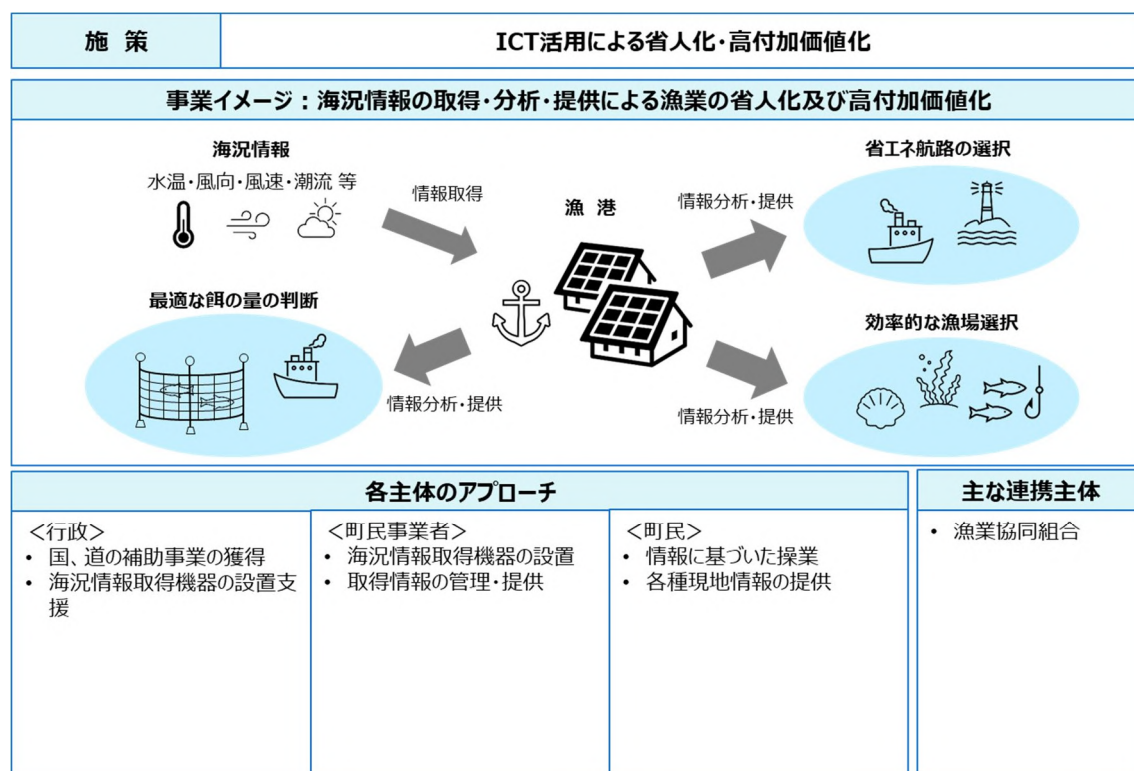 施 策
ICT活用による省人化・高付加価値化
事業イメージ：海況情報の取得・分析・提供による漁業の省人化及び高付加価値化
海況情報
水温・風向・風速・潮流 等
情報取得
漁 港
情報分析・提供
省エネ航路の選択
最適な餌の量の判断
情報分析・提供
効率的な漁場選択
情報分析・提供
各主体のアプローチ
主な連携主体
＜行政＞
• 国、道の補助事業の獲得
• 海況情報取得機器の設置支
援
＜町民事業者＞
• 海況情報取得機器の設置
• 取得情報の管理・提供
＜町民＞
• 情報に基づいた操業
• 各種現地情報の提供
• 漁業協同組合